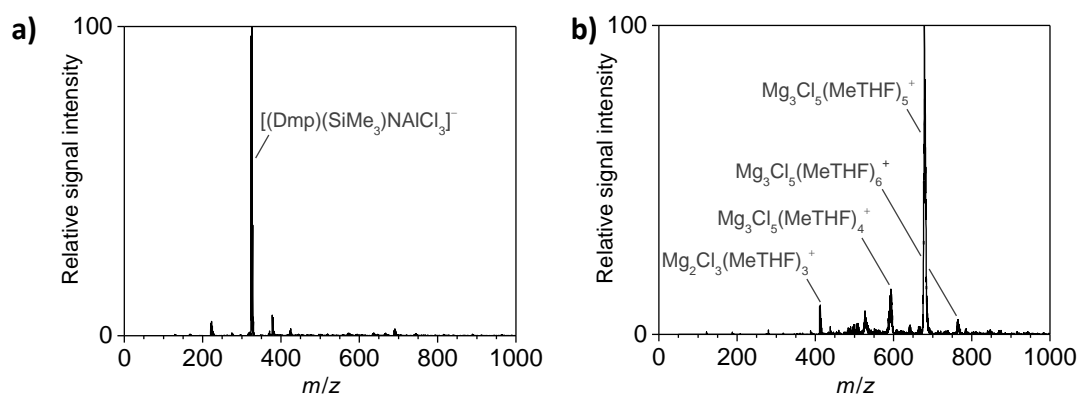 a)
100
Relative signal intensity
[(Dmp)(SiMe₃)NAlCl₃]⁻
0
0 200 400 600 800 1000
m/z
b)
100
Relative signal intensity
Mg₃Cl₅(MeTHF)₅⁺
Mg₃Cl₅(MeTHF)₆⁺
Mg₃Cl₅(MeTHF)₄⁺
Mg₂Cl₃(MeTHF)₃⁺
0
0 200 400 600 800 1000
m/z